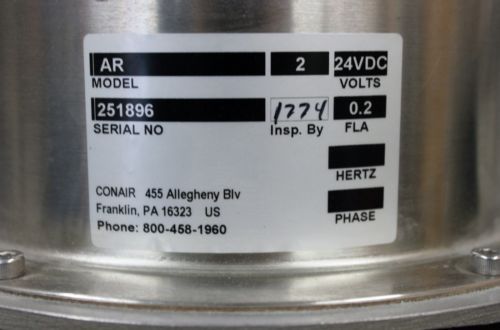 AR 2 24VDC
MODEL VOLTS
251896 1774 0.2
SERIAL NO Insp. By FLA
HERTZ
CONAIR 455 Allegheny Blv
Franklin, PA 16323 US
PHASE
Phone: 800-458-1960